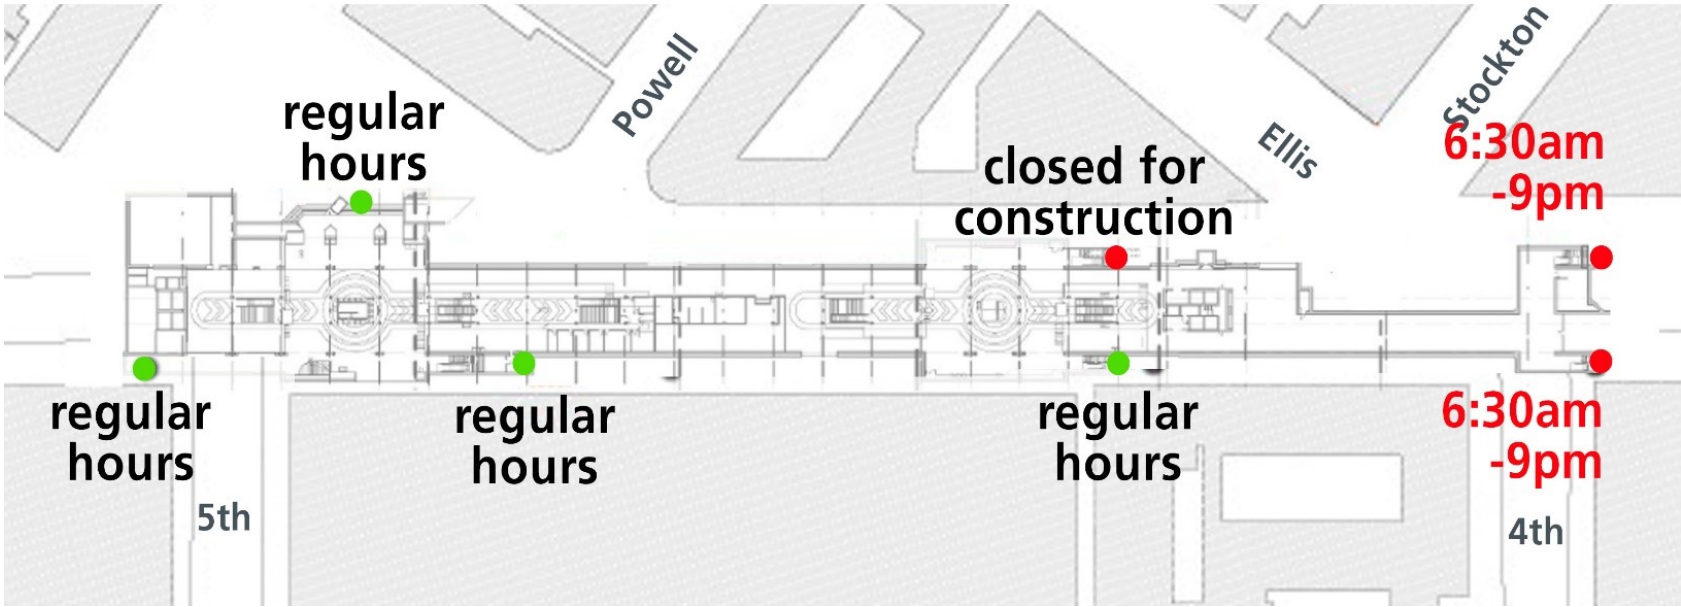 Powell
Stockton
regular
hours
Ellis
6:30am
-9pm
closed for
construction
regular
hours
regular
hours
regular
hours
6:30am
-9pm
5th
4th